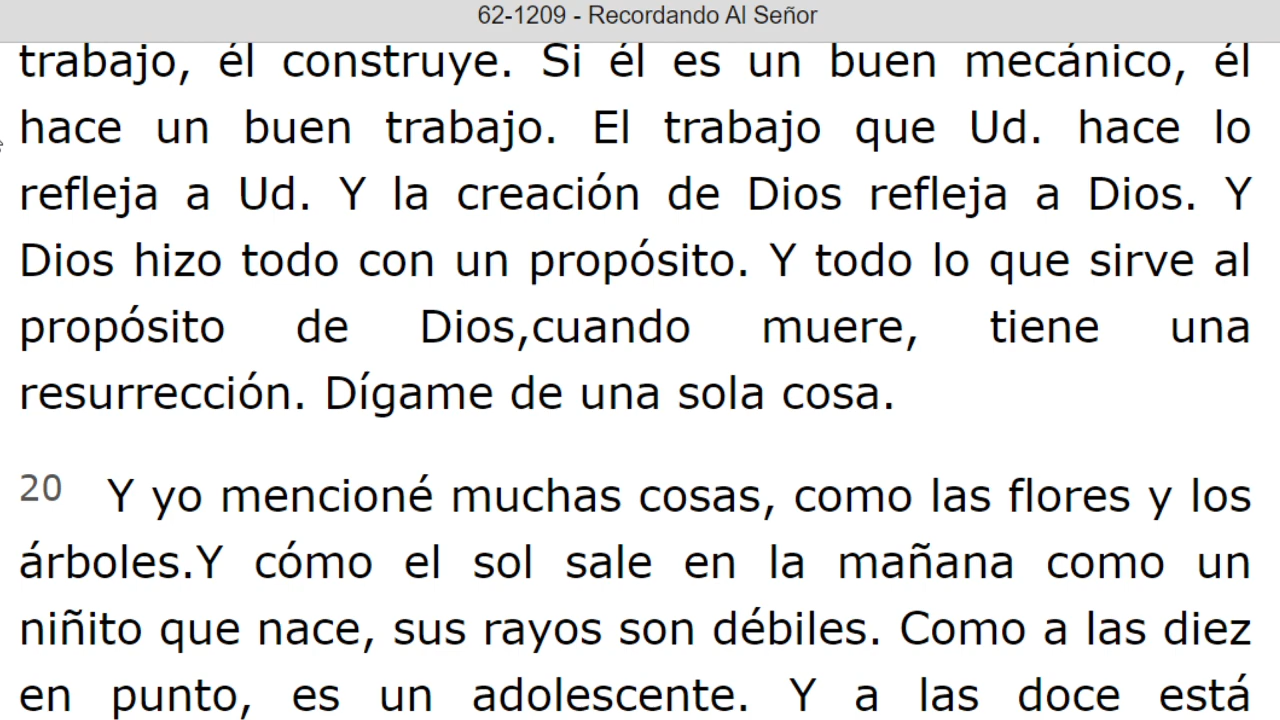 62-1209 - Recordando Al Señor
trabajo, él construye. Si él es un buen mecánico, él
hace un buen trabajo. El trabajo que Ud. hace lo
refleja a Ud. Y la creación de Dios refleja a Dios. Y
Dios hizo todo con un propósito. Y todo lo que sirve al
propósito de Dios,cuando muere, tiene una
resurrección. Dígame de una sola cosa.
20 Y yo mencioné muchas cosas, como las flores y los
árboles.Y cómo el sol sale en la mañana como un
niñito que nace, sus rayos son débiles. Como a las diez
en punto, es un adolescente. Y a las doce está